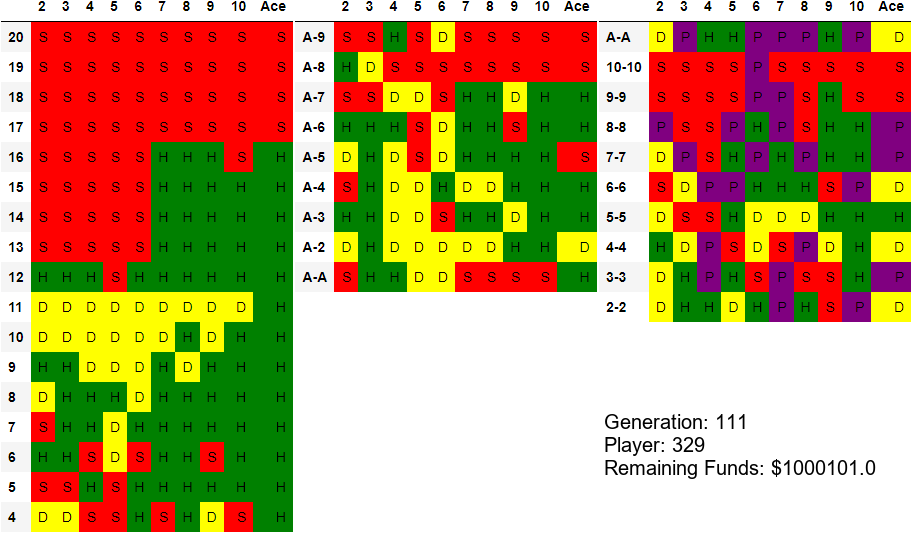 2 3 4 5 6 7 8 9 10 Ace
20 S S S S S S S S S S
19 S S S S S S S S S S
18 S S S S S S S S S S
17 S S S S S S S S S S
16 S S S S S H H H S H
15 S S S S S H H H H H
14 S S S S S H H H H H
13 S S S S S H H H H H
12 H H H S H H H H H H
11 D D D D D D D D H
10 D D D D D H D H H
9 H H D D D H D H H H
8 D H H H D H H H H H
7 S H H D H H H H H H
6 H H S D S H H S H H
5 S S H S H H H H H H
4 D D S S H S H D S H
2 3 4 5 6 7 8 9 10 Ace
A-9 S S H S D S S S S S
A-8 H D S S S S S S S S
A-7 S S D D S H H D H H
A-6 H H H S D H H S H H
A-5 D H D S D H H H H S
A-4 S H D D H D D H H H
A-3 H H D D S H H D H H
A-2 D H D D D D D H H D
A-A S H H D D S S S S H
2 3 4 5 6 7 8 9 10 Ace
A-A D P H H P P P H P D
10-10 S S S S P S S S S S
9-9 S S S S P P S H S S
8-8 P S S P H P S H H P
7-7 D P S H P H P H H P
6-6 S D P P H H H S P D
5-5 D S S H D D D H H H
4-4 H D P S D S P D H D
3-3 D H P H S P S S H P
2-2 D H H D H P H S P D
Generation: 111
Player: 329
Remaining Funds: $1000101.0